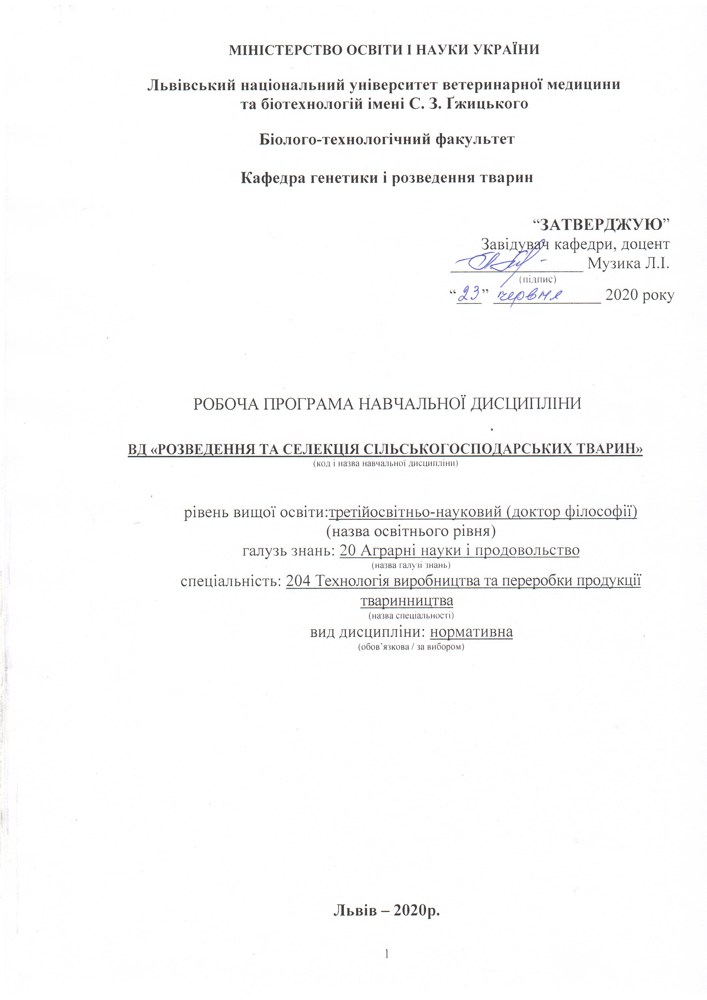 МІНІСТЕРСТВО ОСВІТИ І НАУКИ УКРАЇНИ
Львівський національний університет ветеринарної медицини
та біотехнологій імені С. З. Ґжицького
Біолого-технологічний факультет
Кафедра генетики і розведення тварин
“ЗАТВЕРДЖУЮ”
Завідувач кафедри, доцент
________________ Музика Л.І.
(підпис)
“23” червня 2020 року
РОБОЧА ПРОГРАМА НАВЧАЛЬНОЇ ДИСЦИПЛІНИ
ВД «РОЗВЕДЕННЯ ТА СЕЛЕКЦІЯ СІЛЬСЬКОГОСПОДАРСЬКИХ ТВАРИН»
(код і назва навчальної дисципліни)
рівень вищої освіти:третійосвітньо-науковий (доктор філософії)
(назва освітнього рівня)
галузь знань: 20 Аграрні науки і продовольство
(назва галузі знань)
спеціальність: 204 Технологія виробництва та переробки продукції
тваринництва
(назва спеціальності)
вид дисципліни: нормативна
(обов’язкова / за вибором)
Львів – 2020р.
1